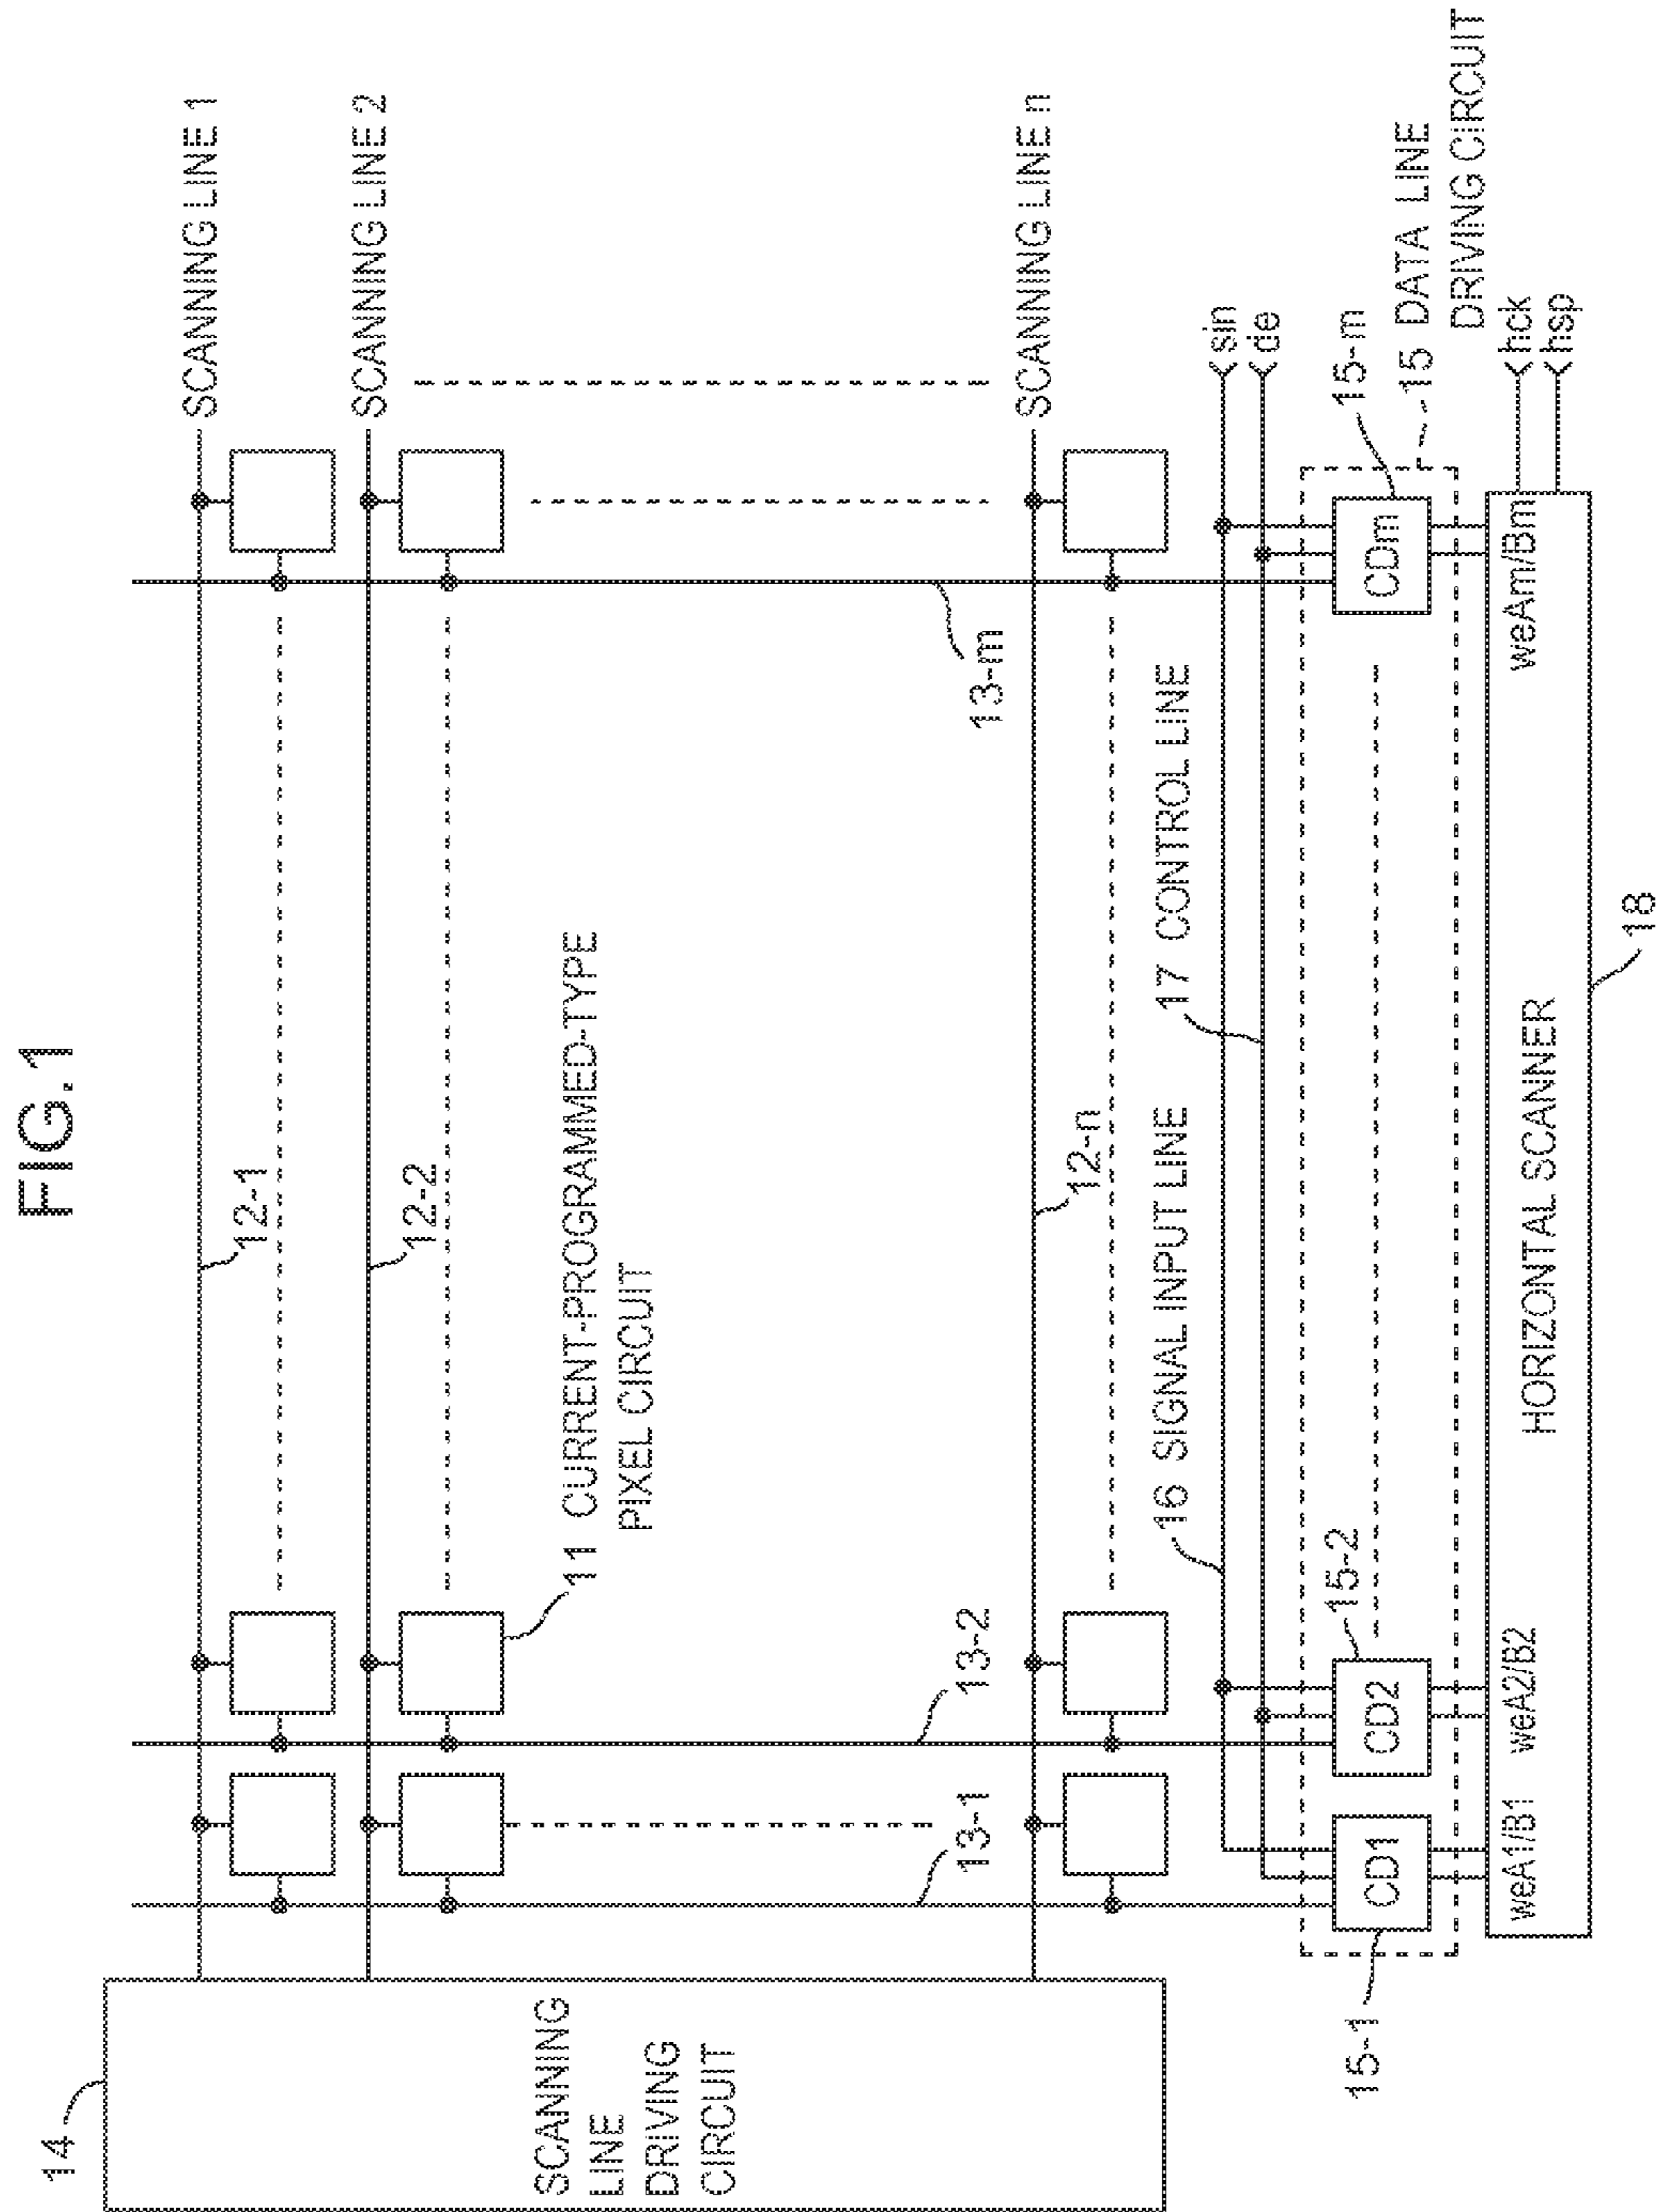 FIG.1
14
SCANNING
LINE
DRIVING
CIRCUIT
SCANNING LINE 1
12-1
SCANNING LINE 2
12-2
11 CURRENT-PROGRAMMED-TYPE
PIXEL CIRCUIT
13-1
13-2
13-m
SCANNING LINE n
12-n
16 SIGNAL INPUT LINE
17 CONTROL LINE
sin
de
15-1
CD1
15-2
CD2
15-m
CDm
15 DATA LINE
DRIVING CIRCUIT
weA1/B1
weA2/B2
weAm/Bm
HORIZONTAL SCANNER
hck
hsp
18